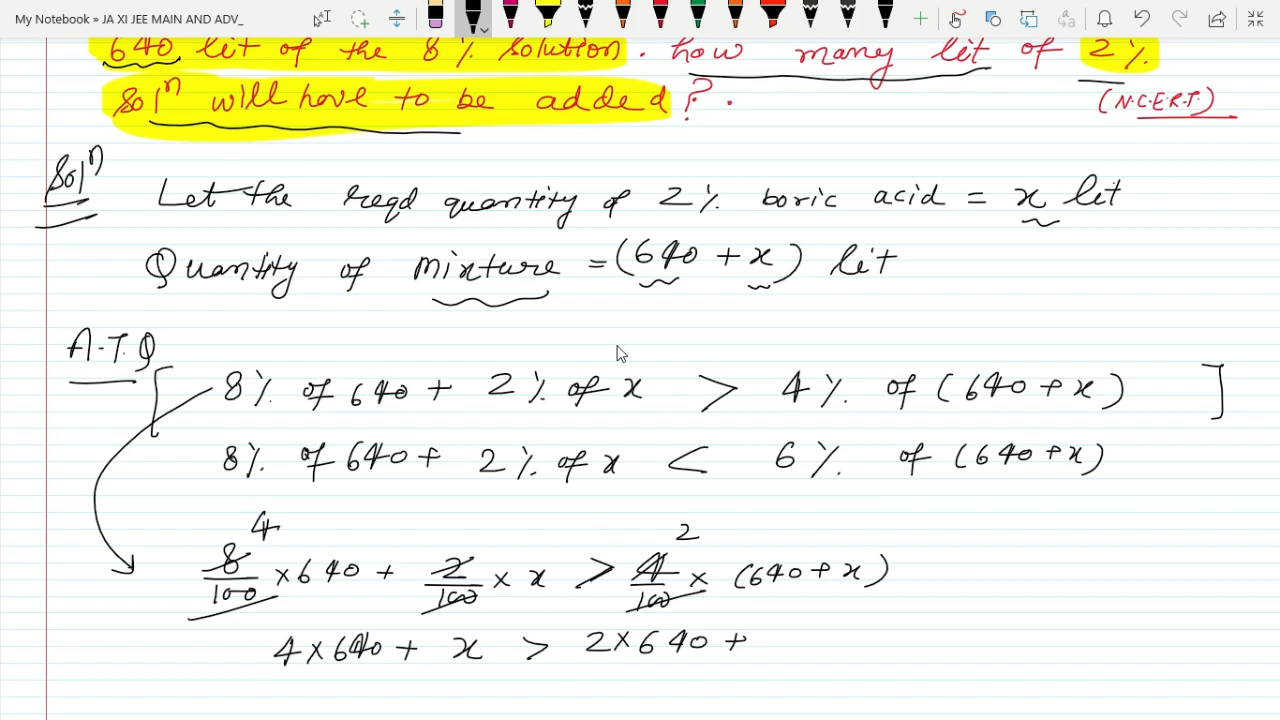 My Notebook » JA XI JEE MAIN AND ADV_
640 lit of the 8% solution. how many lit of 2%
Solⁿ will have to be added ?.
(N.C.E.R.T.)
Solⁿ
Let the reqd quantity of 2% boric acid = x lit
Quantity of mixture = (640 + x) lit
A.T.Q
[ 8% of 640 + 2% of x > 4% of (640 + x) ]
8% of 640 + 2% of x < 6% of (640 + x)
4 2
8/100 × 640 + 2/100 × x > 4/100 × (640 + x)
4 × 640 + x > 2 × 640 +